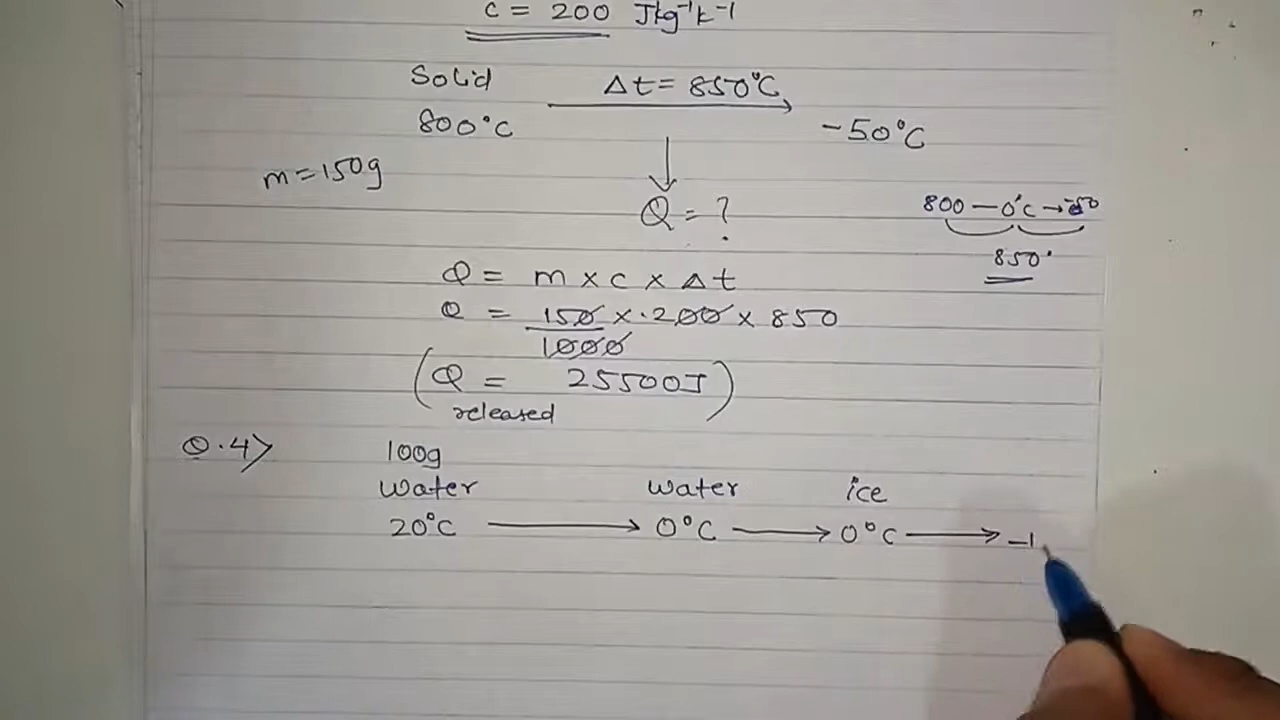 c = 200 Jkg⁻¹k⁻¹
Solid Δt = 850°C
800°C -50°C
m = 150g
Q = ?
800 — 0°C → -50
850°
Q = m × c × Δt
Q = 150 × 200 × 850
1000
(Q = 25500J)
released
Q.4> 100g
water water ice
20°C → 0°C → 0°C → -1